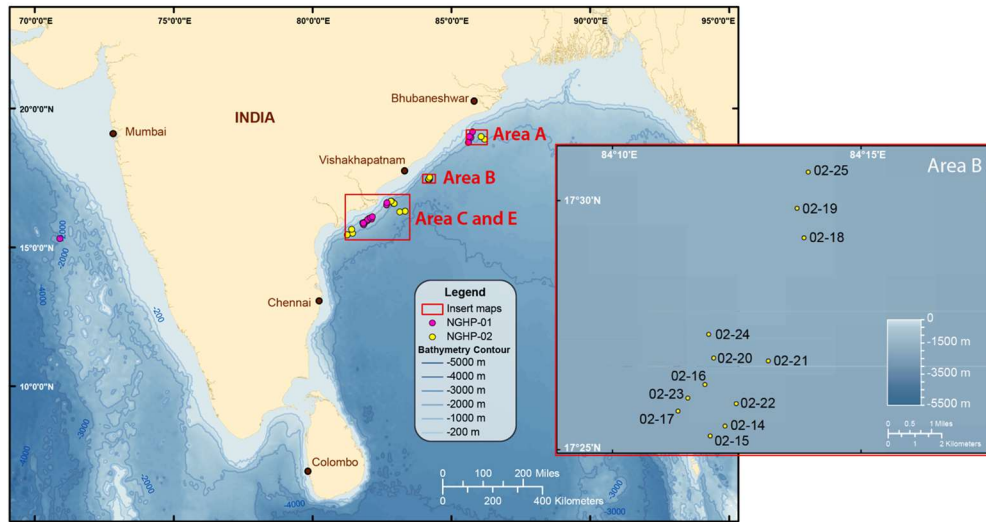 70°0'0"E 75°0'0"E 80°0'0"E 85°0'0"E 90°0'0"E 95°0'0"E
20°0'0"N
15°0'0"N
10°0'0"N
Bhubaneshwar
INDIA
Mumbai
Vishakhapatnam
Chennai
Colombo
Area A
Area B
Area C and E
-2000
-2000
-4000
-200
-3000
-4000
-2000
-4000
-3000
Legend
Insert maps
NGHP-01
NGHP-02
Bathymetry Contour
-5000 m
-4000 m
-3000 m
-2000 m
-1000 m
-200 m
0 100 200 Miles
0 200 400 Kilometers
84°10'E 84°15'E
Area B
17°30'N
17°25'N
02-25
02-19
02-18
02-24
02-20
02-21
02-16
02-23
02-22
02-17
02-14
02-15
0
-1500 m
-3500 m
-5500 m
0 0.5 1 Miles
0 1 2 Kilometers